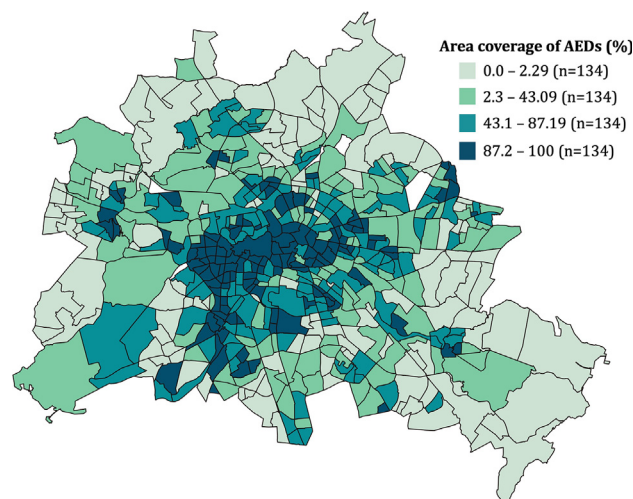 Area coverage of AEDs (%)
0.0 – 2.29 (n=134)
2.3 – 43.09 (n=134)
43.1 – 87.19 (n=134)
87.2 – 100 (n=134)